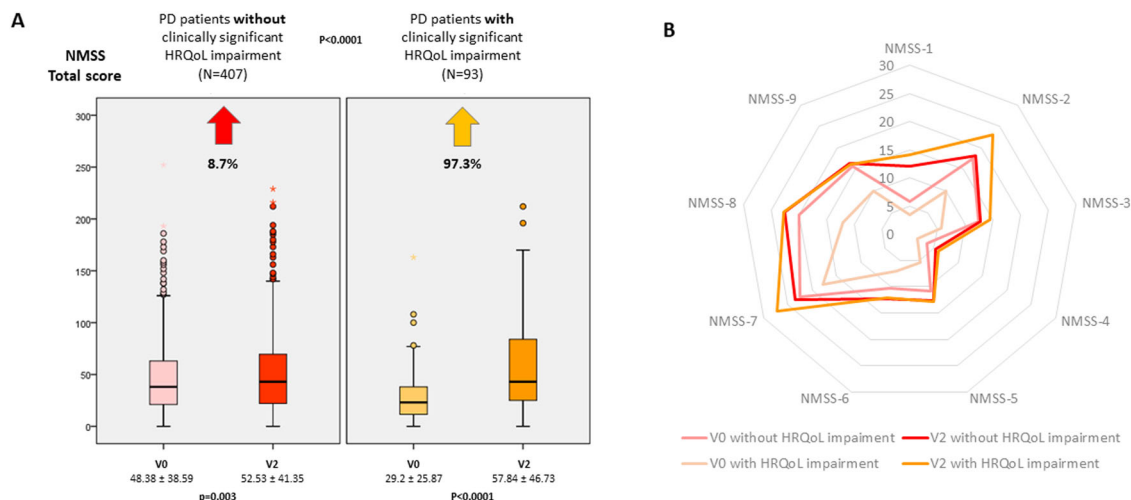 A
NMSS
Total score
PD patients without
clinically significant
HRQoL impairment
(N=407)
P<0.0001
PD patients with
clinically significant
HRQoL impairment
(N=93)
300
250
200
150
100
50
0
8.7%
97.3%
V0
48.38 ± 38.59
V2
52.53 ± 41.35
p=0.003
V0
29.2 ± 25.87
V2
57.84 ± 46.73
P<0.0001
B
NMSS-1
NMSS-2
NMSS-3
NMSS-4
NMSS-5
NMSS-6
NMSS-7
NMSS-8
NMSS-9
30
25
20
15
10
5
0
V0 without HRQoL impaiment
V2 without HRQoL impairment
V0 with HRQoL impairment
V2 with HRQoL impairment